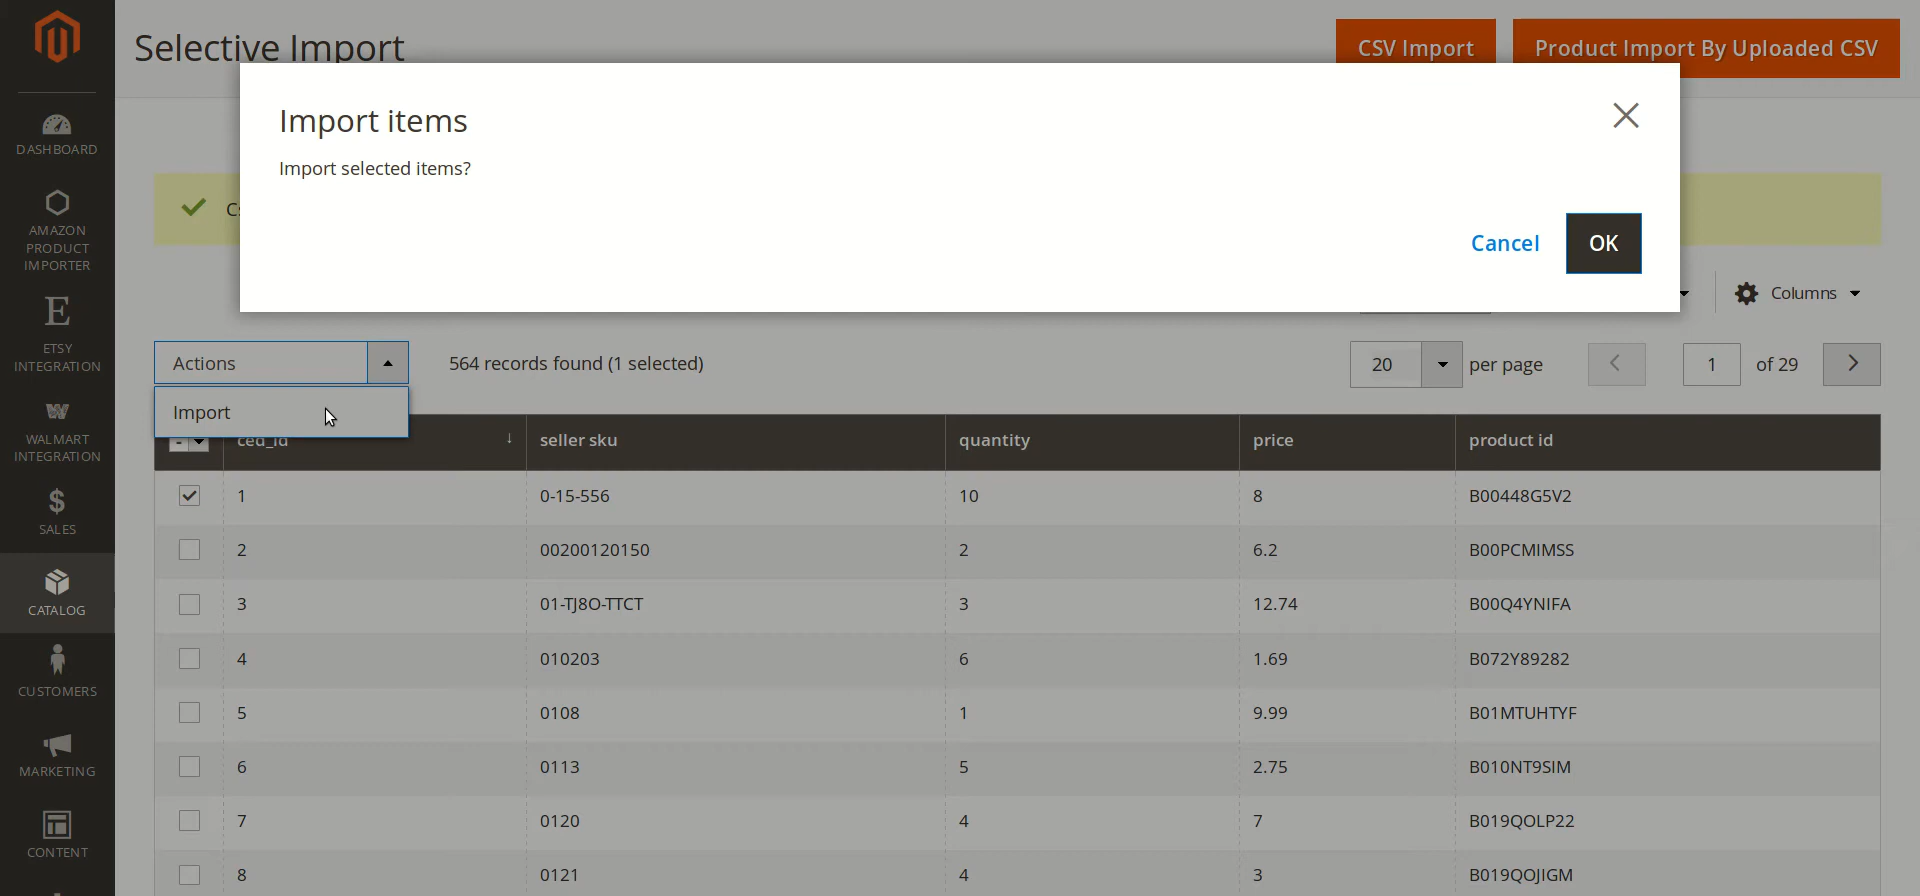 Selective Import
CSV Import
Product Import By Uploaded CSV
Import items
Import selected items?
Cancel
OK
DASHBOARD
AMAZON
PRODUCT
IMPORTER
ETSY
INTEGRATION
WALMART
INTEGRATION
SALES
CATALOG
CUSTOMERS
MARKETING
CONTENT
Columns
Actions
564 records found (1 selected)
20 per page
1 of 29
Import
ced_id seller sku quantity price product id
1 0-15-556 10 8 B00448G5V2
2 00200120150 2 6.2 B00PCMIMSS
3 01-TJ8O-TTCT 3 12.74 B00Q4YNIFA
4 010203 6 1.69 B072Y89282
5 0108 1 9.99 B01MTUHTYF
6 0113 5 2.75 B010NT9SIM
7 0120 4 7 B019QOLP22
8 0121 4 3 B019QOJIGM